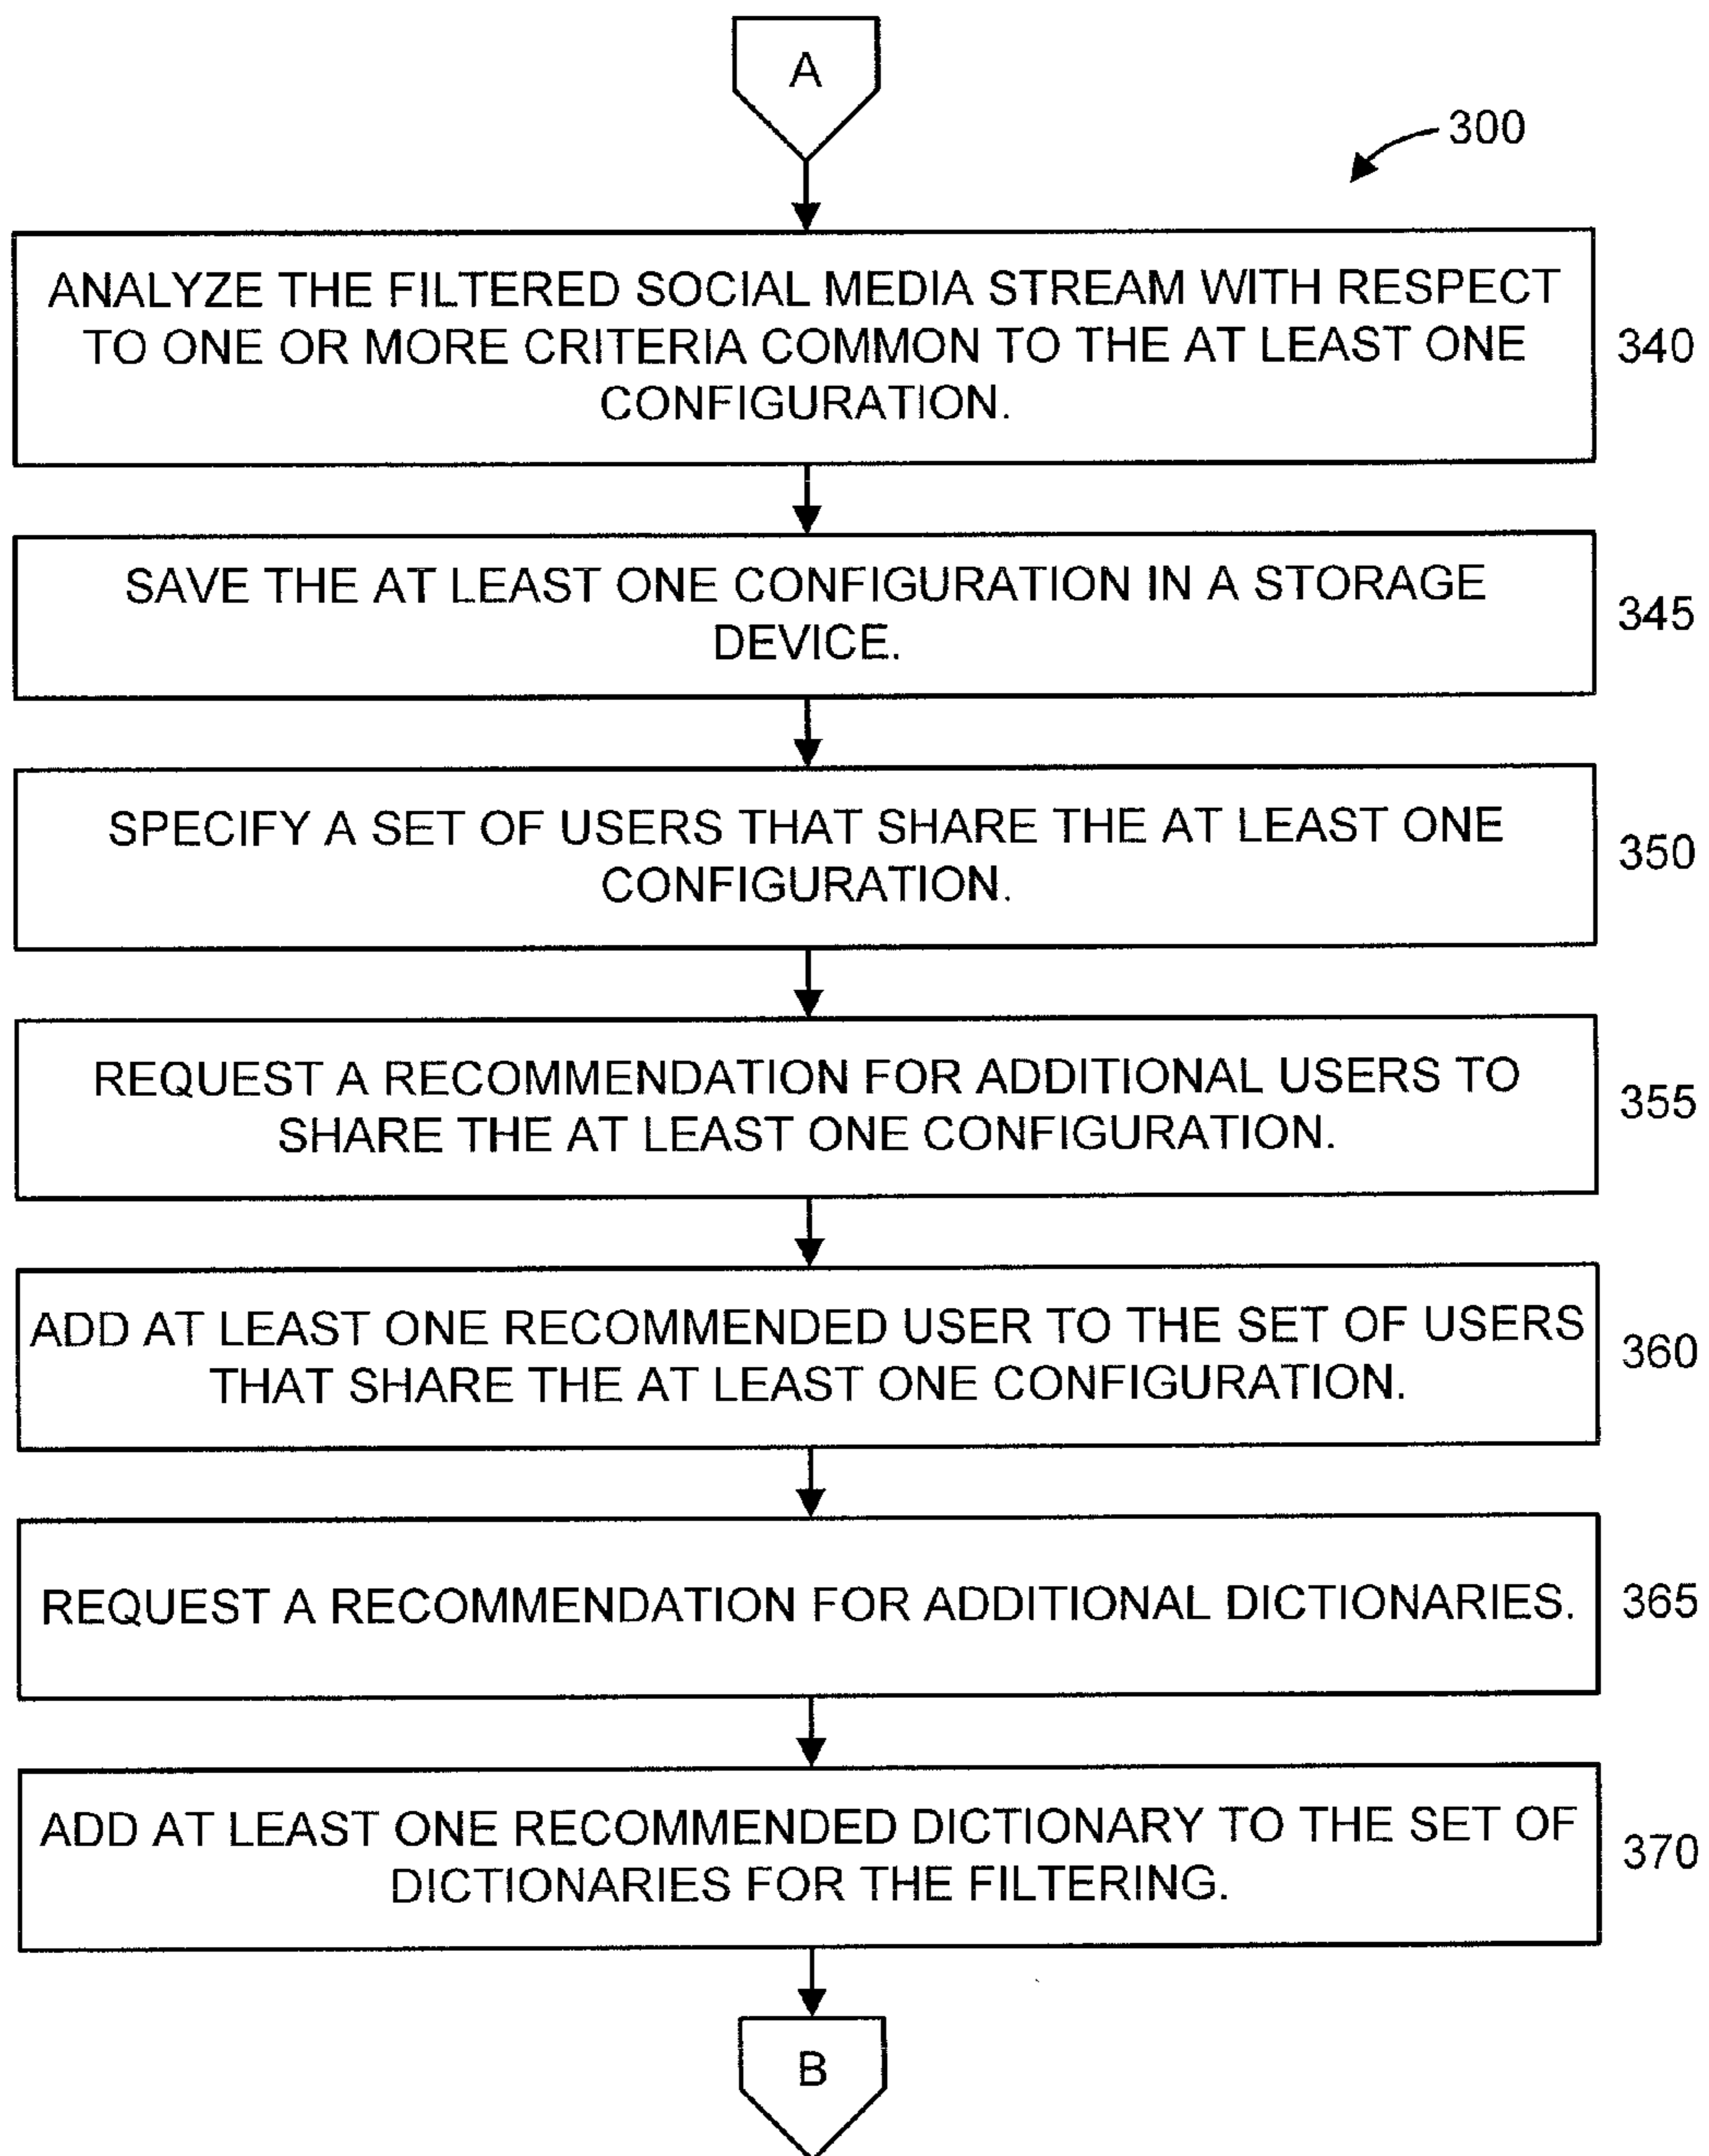 A
300
ANALYZE THE FILTERED SOCIAL MEDIA STREAM WITH RESPECT
TO ONE OR MORE CRITERIA COMMON TO THE AT LEAST ONE
CONFIGURATION.
340
SAVE THE AT LEAST ONE CONFIGURATION IN A STORAGE
DEVICE.
345
SPECIFY A SET OF USERS THAT SHARE THE AT LEAST ONE
CONFIGURATION.
350
REQUEST A RECOMMENDATION FOR ADDITIONAL USERS TO
SHARE THE AT LEAST ONE CONFIGURATION.
355
ADD AT LEAST ONE RECOMMENDED USER TO THE SET OF USERS
THAT SHARE THE AT LEAST ONE CONFIGURATION.
360
REQUEST A RECOMMENDATION FOR ADDITIONAL DICTIONARIES.
365
ADD AT LEAST ONE RECOMMENDED DICTIONARY TO THE SET OF
DICTIONARIES FOR THE FILTERING.
370
B